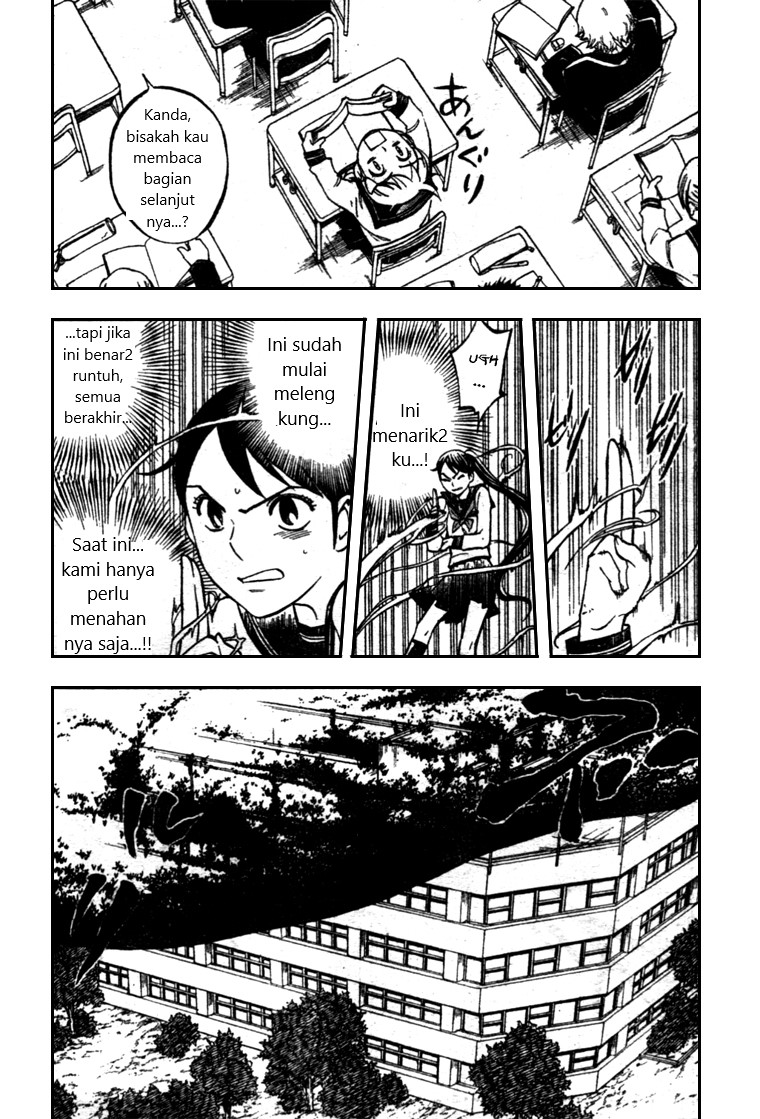 Kanda,
bisakah kau
membaca
bagian
selanjut
nya...?
あんぐり
UGH
...
Ini
menarik2
ku...!
Ini sudah
mulai
meleng
kung...
...tapi jika
ini benar2
runtuh,
semua
berakhir...
Saat ini...
kami hanya
perlu
menahan
nya saja...!!